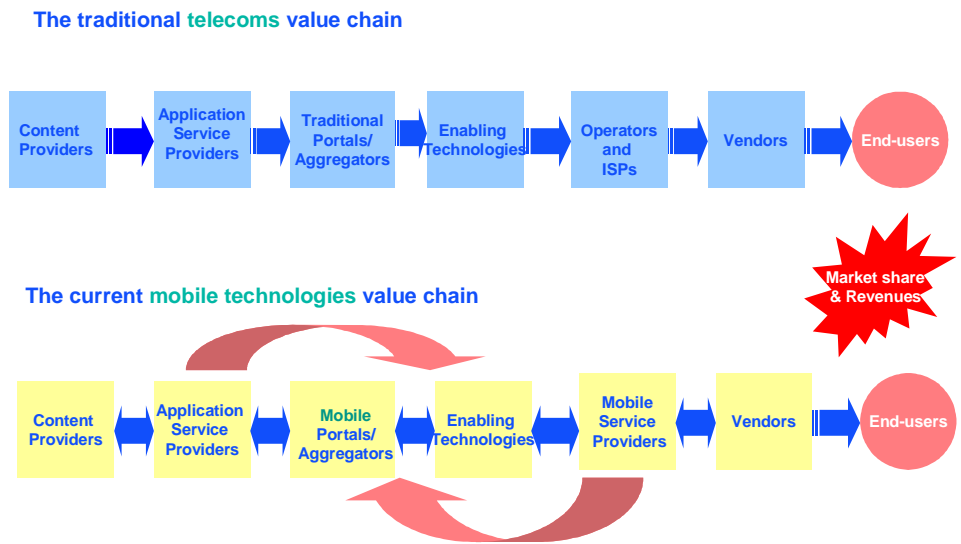 The traditional telecoms value chain
Content
Providers
Application
Service
Providers
Traditional
Portals/
Aggregators
Enabling
Technologies
Operators
and
ISPs
Vendors
End-users
Market share
& Revenues
The current mobile technologies value chain
Content
Providers
Application
Service
Providers
Mobile
Portals/
Aggregators
Enabling
Technologies
Mobile
Service
Providers
Vendors
End-users